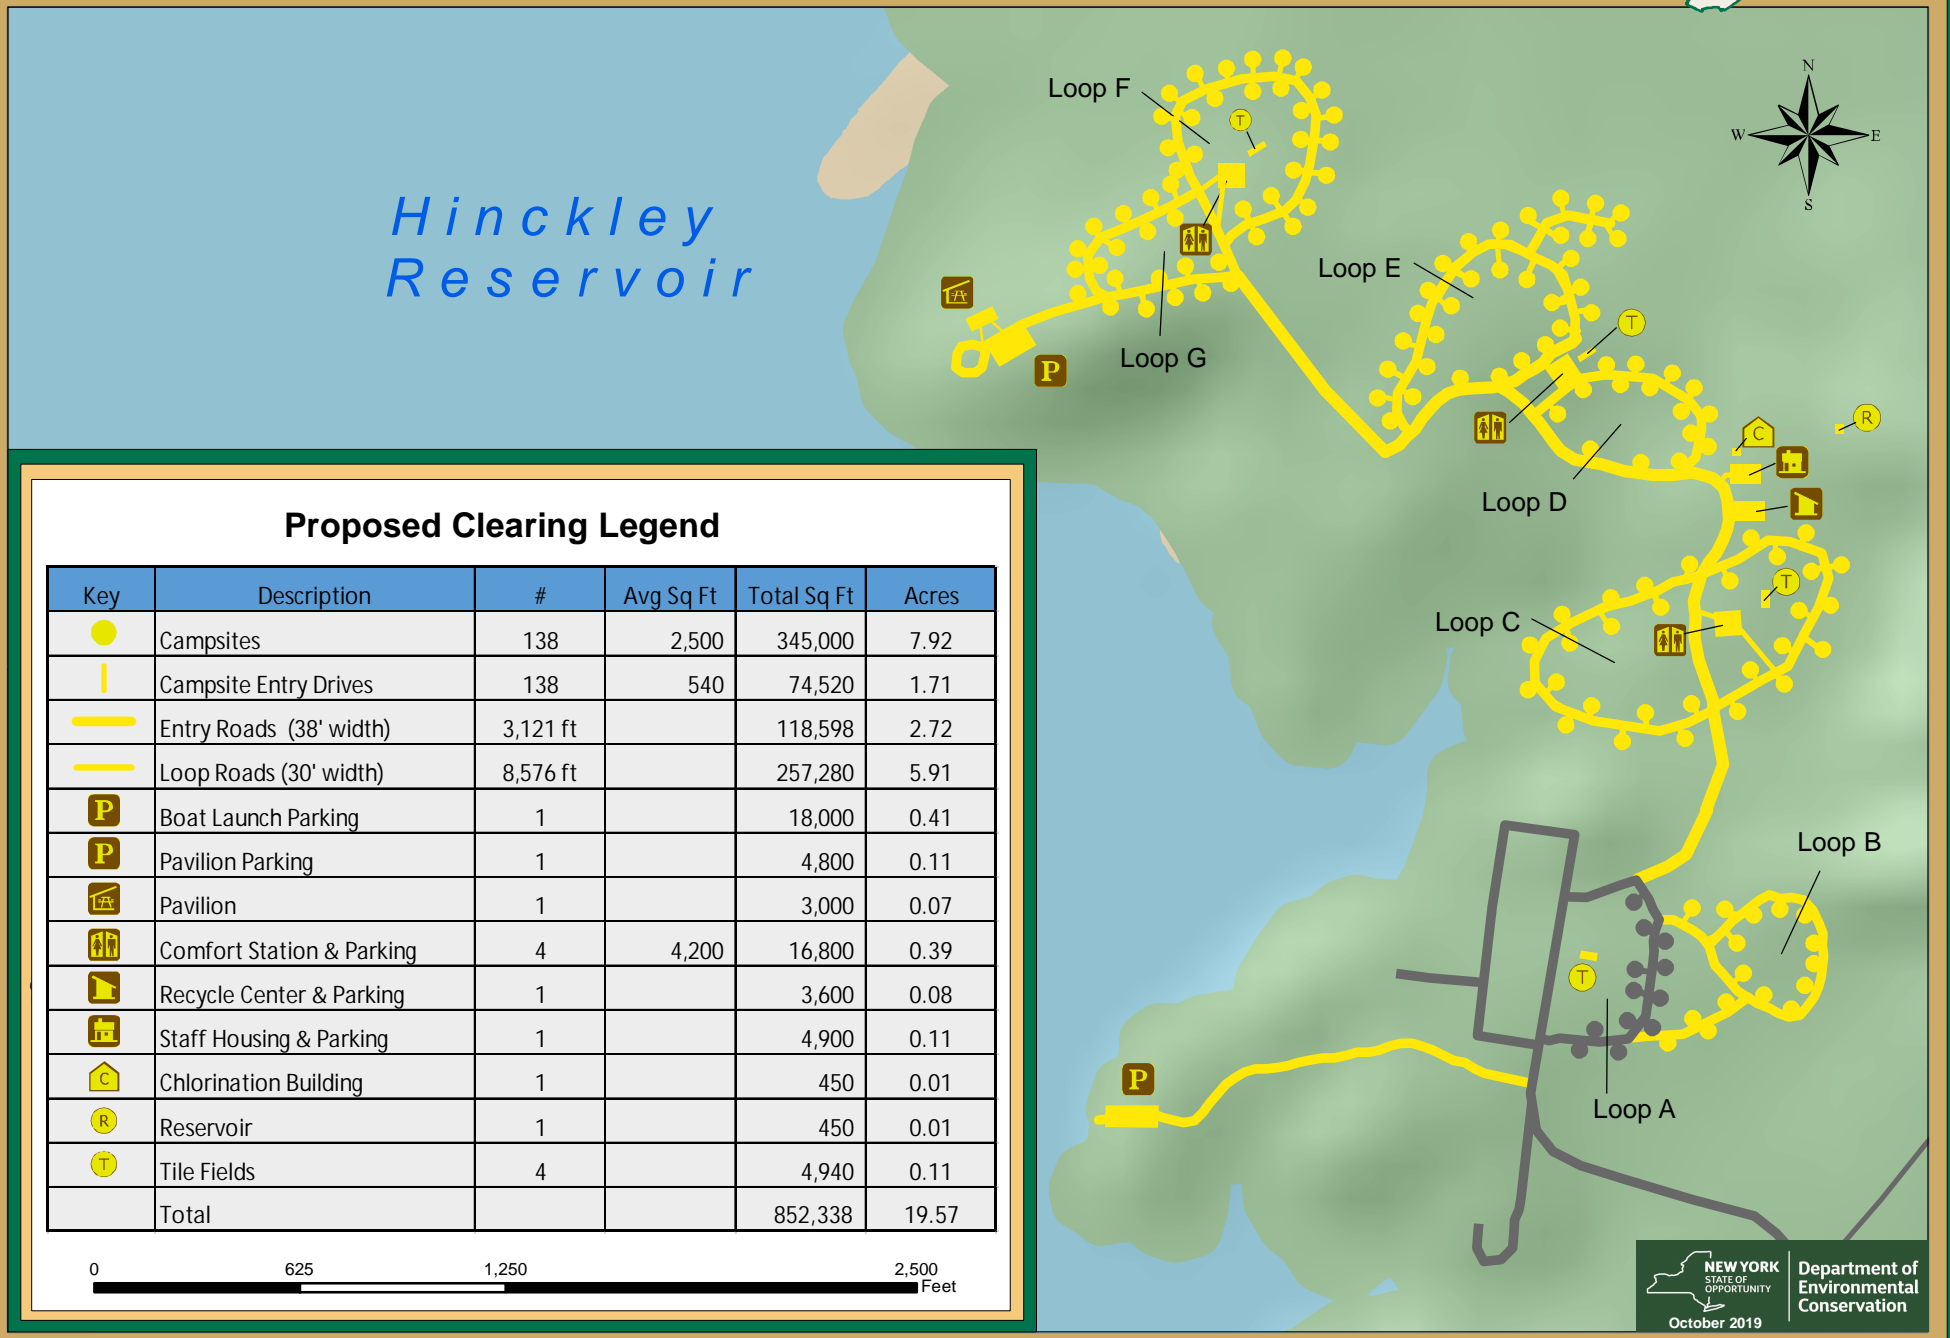 Loop F
T
N
W E
S
Hinckley
Reservoir
Loop E
T
Loop G
P
R
C
Loop D
T
Loop C
Loop B
T
Loop A
P
Proposed Clearing Legend
Key Description # Avg Sq Ft Total Sq Ft Acres
Campsites 138 2,500 345,000 7.92
Campsite Entry Drives 138 540 74,520 1.71
Entry Roads (38' width) 3,121 ft 118,598 2.72
Loop Roads (30' width) 8,576 ft 257,280 5.91
P Boat Launch Parking 1 18,000 0.41
P Pavilion Parking 1 4,800 0.11
Pavilion 1 3,000 0.07
Comfort Station & Parking 4 4,200 16,800 0.39
Recycle Center & Parking 1 3,600 0.08
Staff Housing & Parking 1 4,900 0.11
C Chlorination Building 1 450 0.01
R Reservoir 1 450 0.01
T Tile Fields 4 4,940 0.11
Total 852,338 19.57
0 625 1,250 2,500
Feet
NEW YORK
STATE OF
OPPORTUNITY
Department of
Environmental
Conservation
October 2019